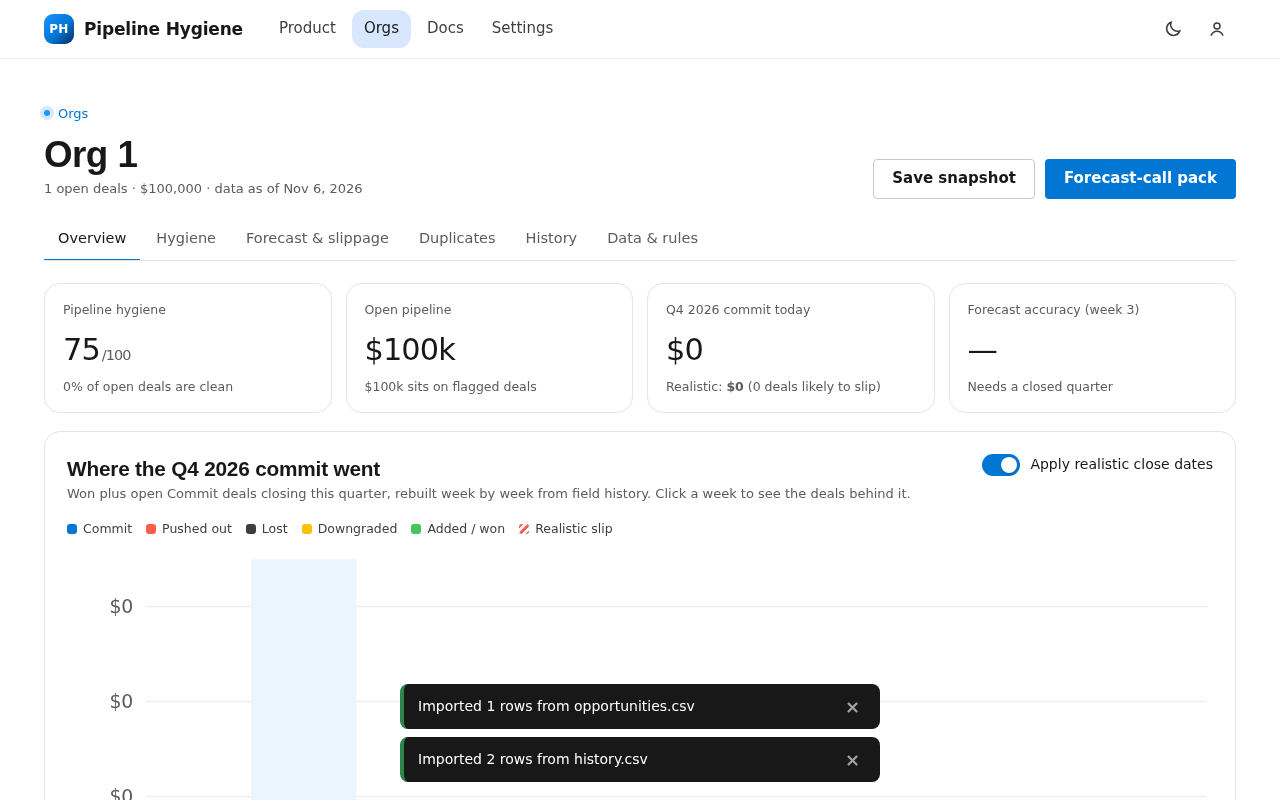 PH Pipeline Hygiene Product Orgs Docs Settings
Orgs
Org 1
1 open deals · $100,000 · data as of Nov 6, 2026
Save snapshot Forecast-call pack
Overview Hygiene Forecast & slippage Duplicates History Data & rules
Pipeline hygiene
75 /100
0% of open deals are clean
Open pipeline
$100k
$100k sits on flagged deals
Q4 2026 commit today
$0
Realistic: $0 (0 deals likely to slip)
Forecast accuracy (week 3)
—
Needs a closed quarter
Where the Q4 2026 commit went
Apply realistic close dates
Won plus open Commit deals closing this quarter, rebuilt week by week from field history. Click a week to see the deals behind it.
Commit Pushed out Lost Downgraded Added / won Realistic slip
$0
$0
Imported 1 rows from opportunities.csv ×
Imported 2 rows from history.csv ×
$0